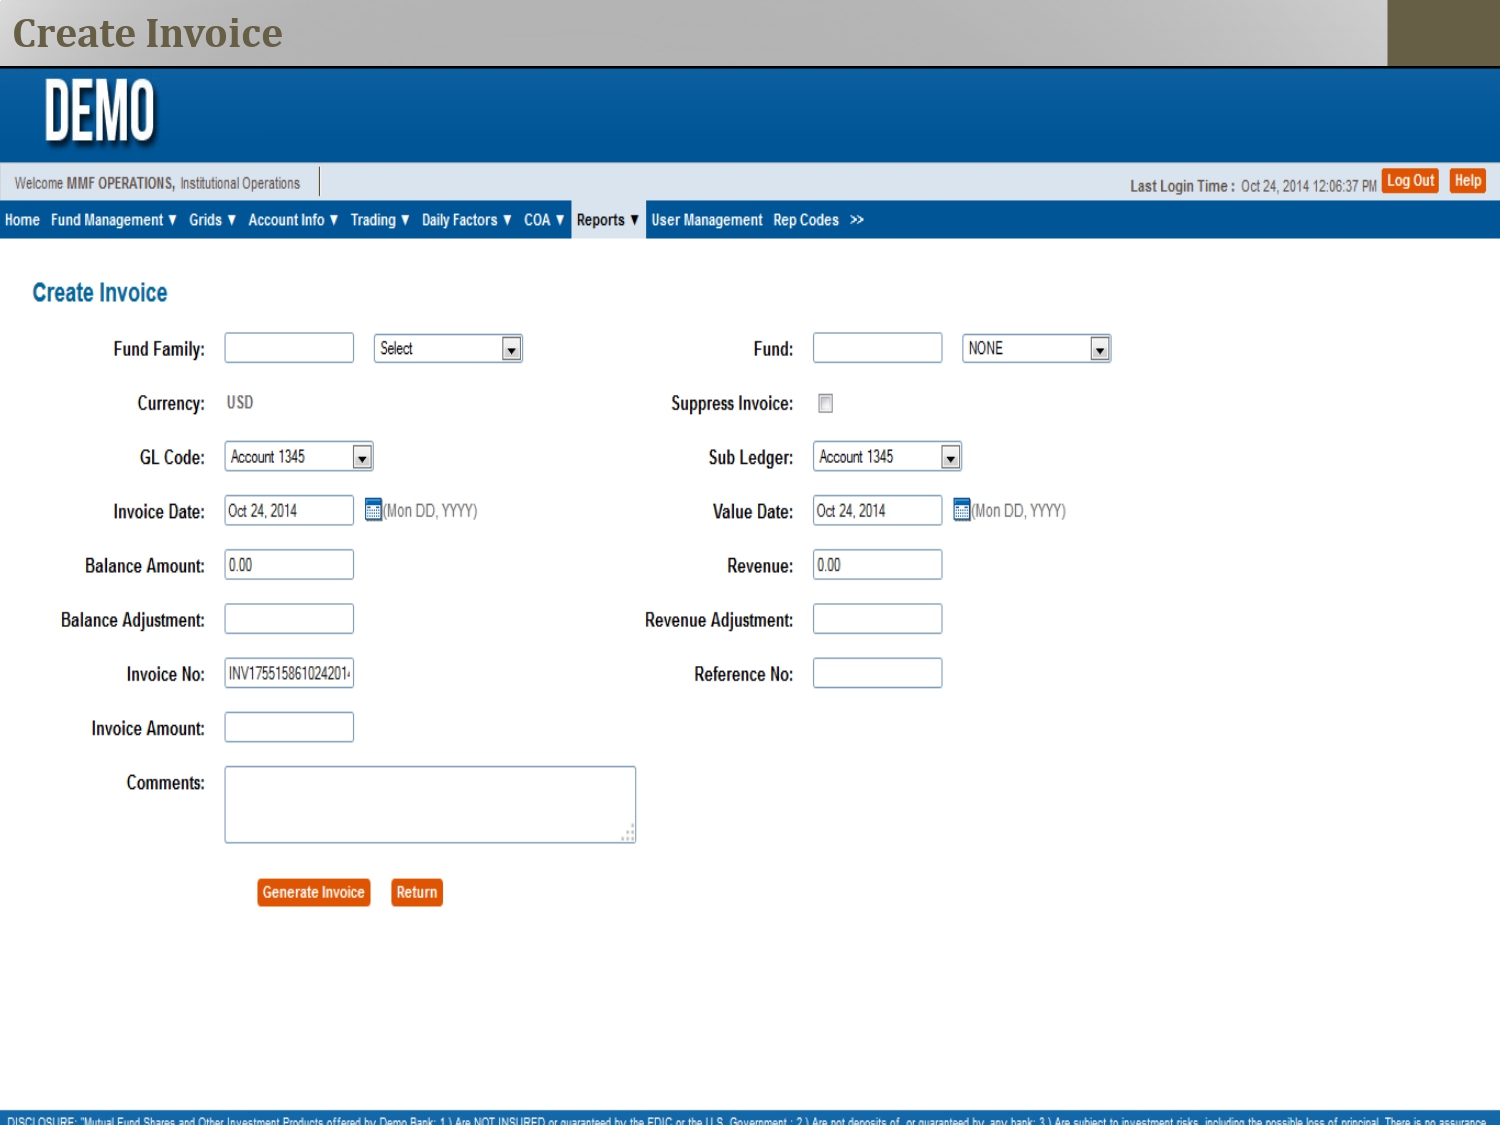 Create Invoice
DEMO
Welcome MMF OPERATIONS, Institutional Operations
Last Login Time : Oct 24, 2014 12:06:37 PM Log Out Help
Home Fund Management ▼ Grids ▼ Account Info ▼ Trading ▼ Daily Factors ▼ COA ▼ Reports ▼ User Management Rep Codes >>
Create Invoice
Fund Family: Select Fund: NONE
Currency: USD Suppress Invoice:
GL Code: Account 1345 Sub Ledger: Account 1345
Invoice Date: Oct 24, 2014 (Mon DD, YYYY) Value Date: Oct 24, 2014 (Mon DD, YYYY)
Balance Amount: 0.00 Revenue: 0.00
Balance Adjustment: Revenue Adjustment:
Invoice No: INV17551586102420 Reference No:
Invoice Amount:
Comments:
Generate Invoice Return
DISCLOSURE: "Mutual Fund Shares and Other Investment Products offered by Demo Bank: 1.) Are NOT INSURED or guaranteed by the FDIC or the U.S. Government.; 2.) Are not deposits of, or guaranteed by, any bank; 3.) Are subject to investment risks, including the possible loss of principal. There is no assurance